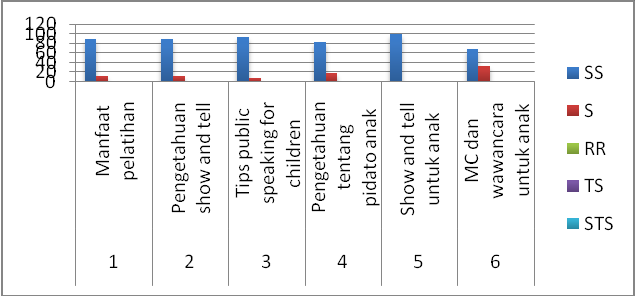 120
100
80
60
40
20
0
Manfaat
pelatihan
Pengetahuan
show and tell
Tips public
speaking for
children
Pengetahuan
tentang
pidato anak
Show and tell
untuk anak
MC dan
wawancara
untuk anak
1
2
3
4
5
6
SS
S
RR
TS
STS